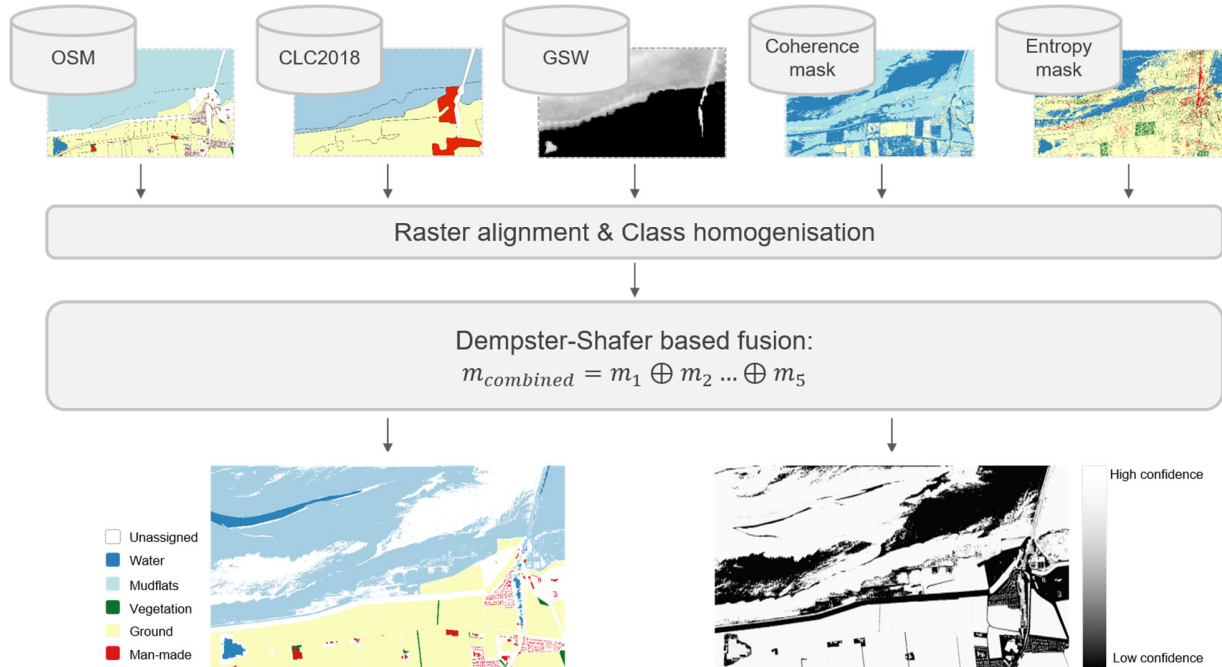 OSM
CLC2018
GSW
Coherence
mask
Entropy
mask
Raster alignment & Class homogenisation
Dempster-Shafer based fusion:
m_combined = m_1 ⊕ m_2 … ⊕ m_5
Unassigned
Water
Mudflats
Vegetation
Ground
Man-made
High confidence
Low confidence